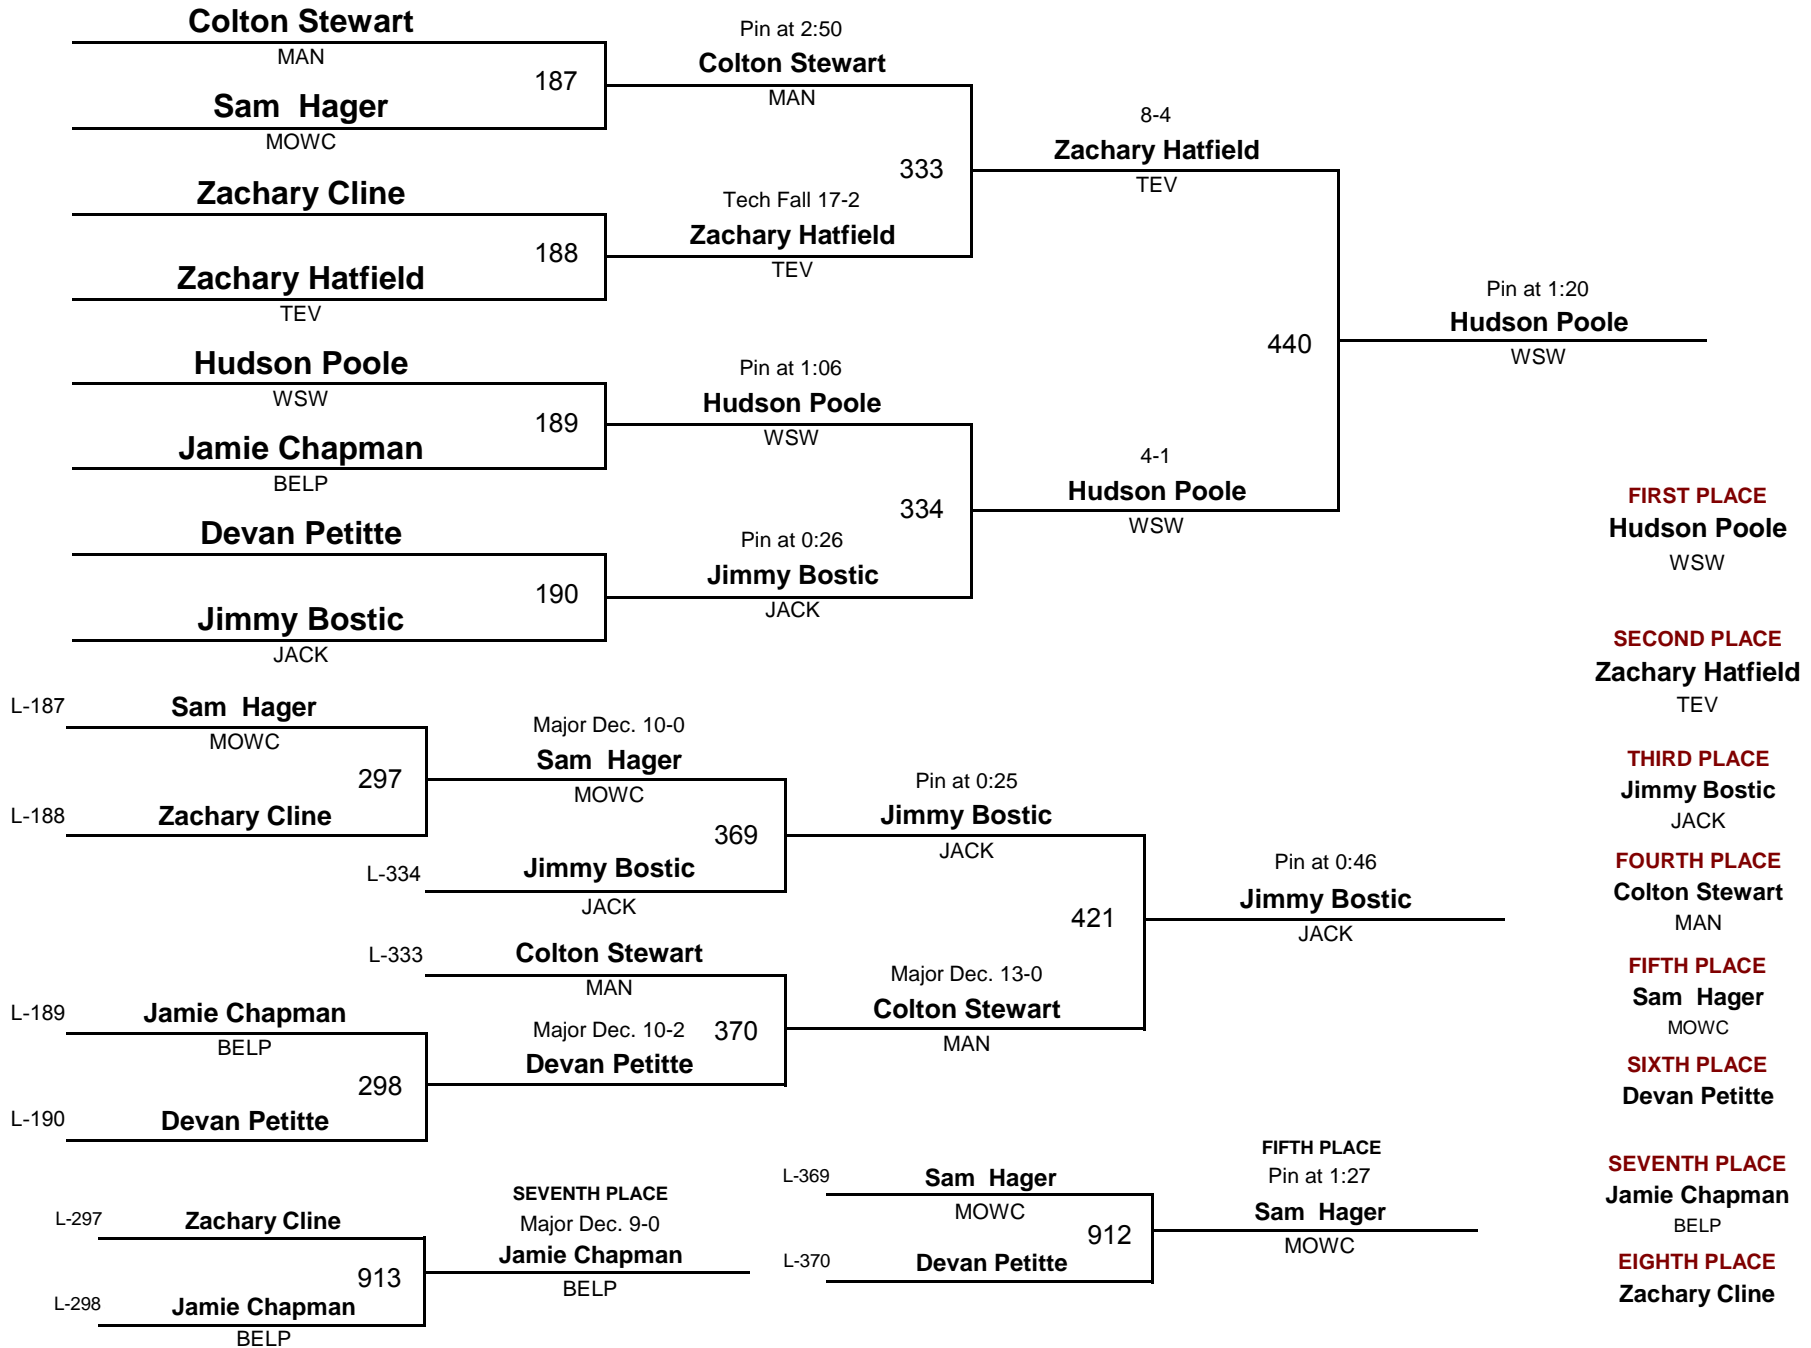 Colton Stewart
MAN
187
Sam  Hager
MOWC
Pin at 2:50
Colton Stewart
MAN
333
Zachary Cline
188
Zachary Hatfield
TEV
Tech Fall 17-2
Zachary Hatfield
TEV
8-4
Zachary Hatfield
TEV
440
Hudson Poole
WSW
189
Jamie Chapman
BELP
Pin at 1:06
Hudson Poole
WSW
334
Devan Petitte
190
Jimmy Bostic
JACK
Pin at 0:26
Jimmy Bostic
JACK
4-1
Hudson Poole
WSW
Pin at 1:20
Hudson Poole
WSW
L-187
Sam  Hager
MOWC
297
L-188
Zachary Cline
Major Dec. 10-0
Sam  Hager
MOWC
369
L-334
Jimmy Bostic
JACK
Pin at 0:25
Jimmy Bostic
JACK
421
L-333
Colton Stewart
MAN
370
L-189
Jamie Chapman
BELP
298
L-190
Devan Petitte
Major Dec. 10-2
Devan Petitte
Major Dec. 13-0
Colton Stewart
MAN
Pin at 0:46
Jimmy Bostic
JACK
L-297
Zachary Cline
913
L-298
Jamie Chapman
BELP
SEVENTH PLACE
Major Dec. 9-0
Jamie Chapman
BELP
L-369
Sam  Hager
MOWC
912
L-370
Devan Petitte
FIFTH PLACE
Pin at 1:27
Sam  Hager
MOWC
FIRST PLACE
Hudson Poole
WSW
SECOND PLACE
Zachary Hatfield
TEV
THIRD PLACE
Jimmy Bostic
JACK
FOURTH PLACE
Colton Stewart
MAN
FIFTH PLACE
Sam  Hager
MOWC
SIXTH PLACE
Devan Petitte
SEVENTH PLACE
Jamie Chapman
BELP
EIGHTH PLACE
Zachary Cline